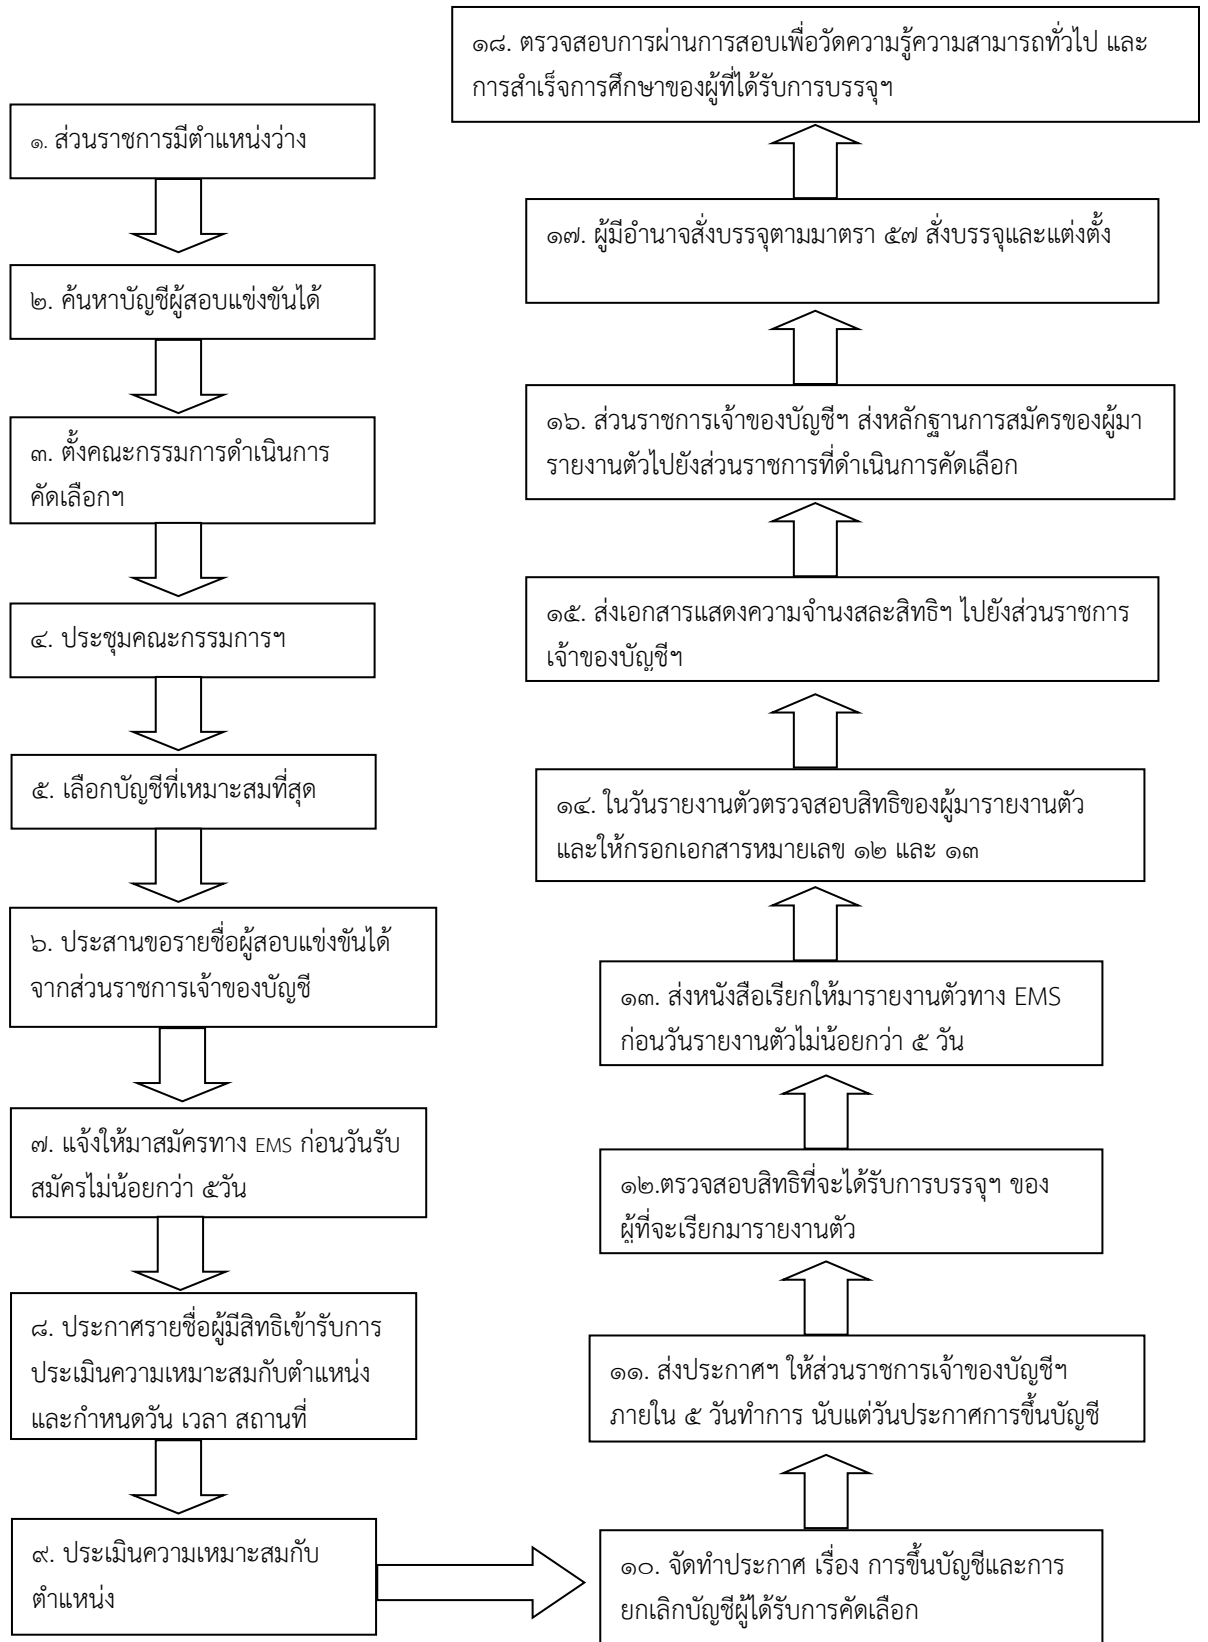 ๑. ส่วนราชการมีตำแหน่งว่าง
๒. ค้นหาบัญชีผู้สอบแข่งขันได้
๓. ตั้งคณะกรรมการดำเนินการ
คัดเลือกฯ
๔. ประชุมคณะกรรมการฯ
๕. เลือกบัญชีที่เหมาะสมที่สุด
๖. ประสานขอรายชื่อผู้สอบแข่งขันได้
จากส่วนราชการเจ้าของบัญชี
๗. แจ้งให้มาสมัครทาง EMS ก่อนวันรับ
สมัครไม่น้อยกว่า ๕วัน
๘. ประกาศรายชื่อผู้มีสิทธิเข้ารับการ
ประเมินความเหมาะสมกับตำแหน่ง
และกำหนดวัน เวลา สถานที่
๙. ประเมินความเหมาะสมกับ
ตำแหน่ง
๑๐. จัดทำประกาศ เรื่อง การขึ้นบัญชีและการ
ยกเลิกบัญชีผู้ได้รับการคัดเลือก
๑๑. ส่งประกาศฯ ให้ส่วนราชการเจ้าของบัญชีฯ
ภายใน ๕ วันทำการ นับแต่วันประกาศการขึ้นบัญชี
๑๒.ตรวจสอบสิทธิที่จะได้รับการบรรจุฯ ของ
ผู้ที่จะเรียกมารายงานตัว
๑๓. ส่งหนังสือเรียกให้มารายงานตัวทาง EMS
ก่อนวันรายงานตัวไม่น้อยกว่า ๕ วัน
๑๔. ในวันรายงานตัวตรวจสอบสิทธิของผู้มารายงานตัว
และให้กรอกเอกสารหมายเลข ๑๒ และ ๑๓
๑๕. ส่งเอกสารแสดงความจำนงสละสิทธิฯ ไปยังส่วนราชการ
เจ้าของบัญชีฯ
๑๖. ส่วนราชการเจ้าของบัญชีฯ ส่งหลักฐานการสมัครของผู้มา
รายงานตัวไปยังส่วนราชการที่ดำเนินการคัดเลือก
๑๗. ผู้มีอำนาจสั่งบรรจุตามมาตรา ๕๗ สั่งบรรจุและแต่งตั้ง
๑๘. ตรวจสอบการผ่านการสอบเพื่อวัดความรู้ความสามารถทั่วไป และ
การสำเร็จการศึกษาของผู้ที่ได้รับการบรรจุฯ